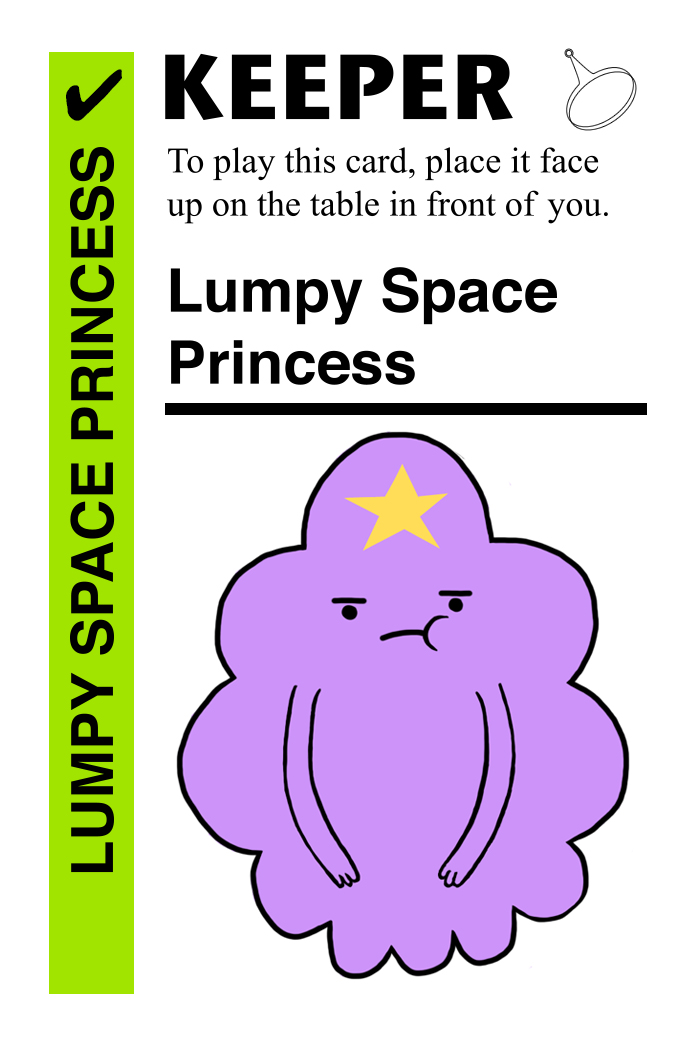 ✔ KEEPER
To play this card, place it face
up on the table in front of you.
Lumpy Space
Princess
LUMPY SPACE PRINCESS